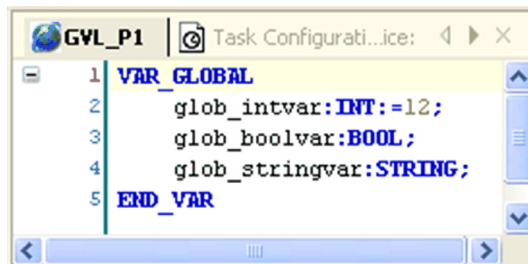 GVL_P1 Task Configurati...ice:
1 VAR_GLOBAL
2 glob_intvar:INT:=12;
3 glob_boolvar:BOOL;
4 glob_stringvar:STRING;
5 END_VAR